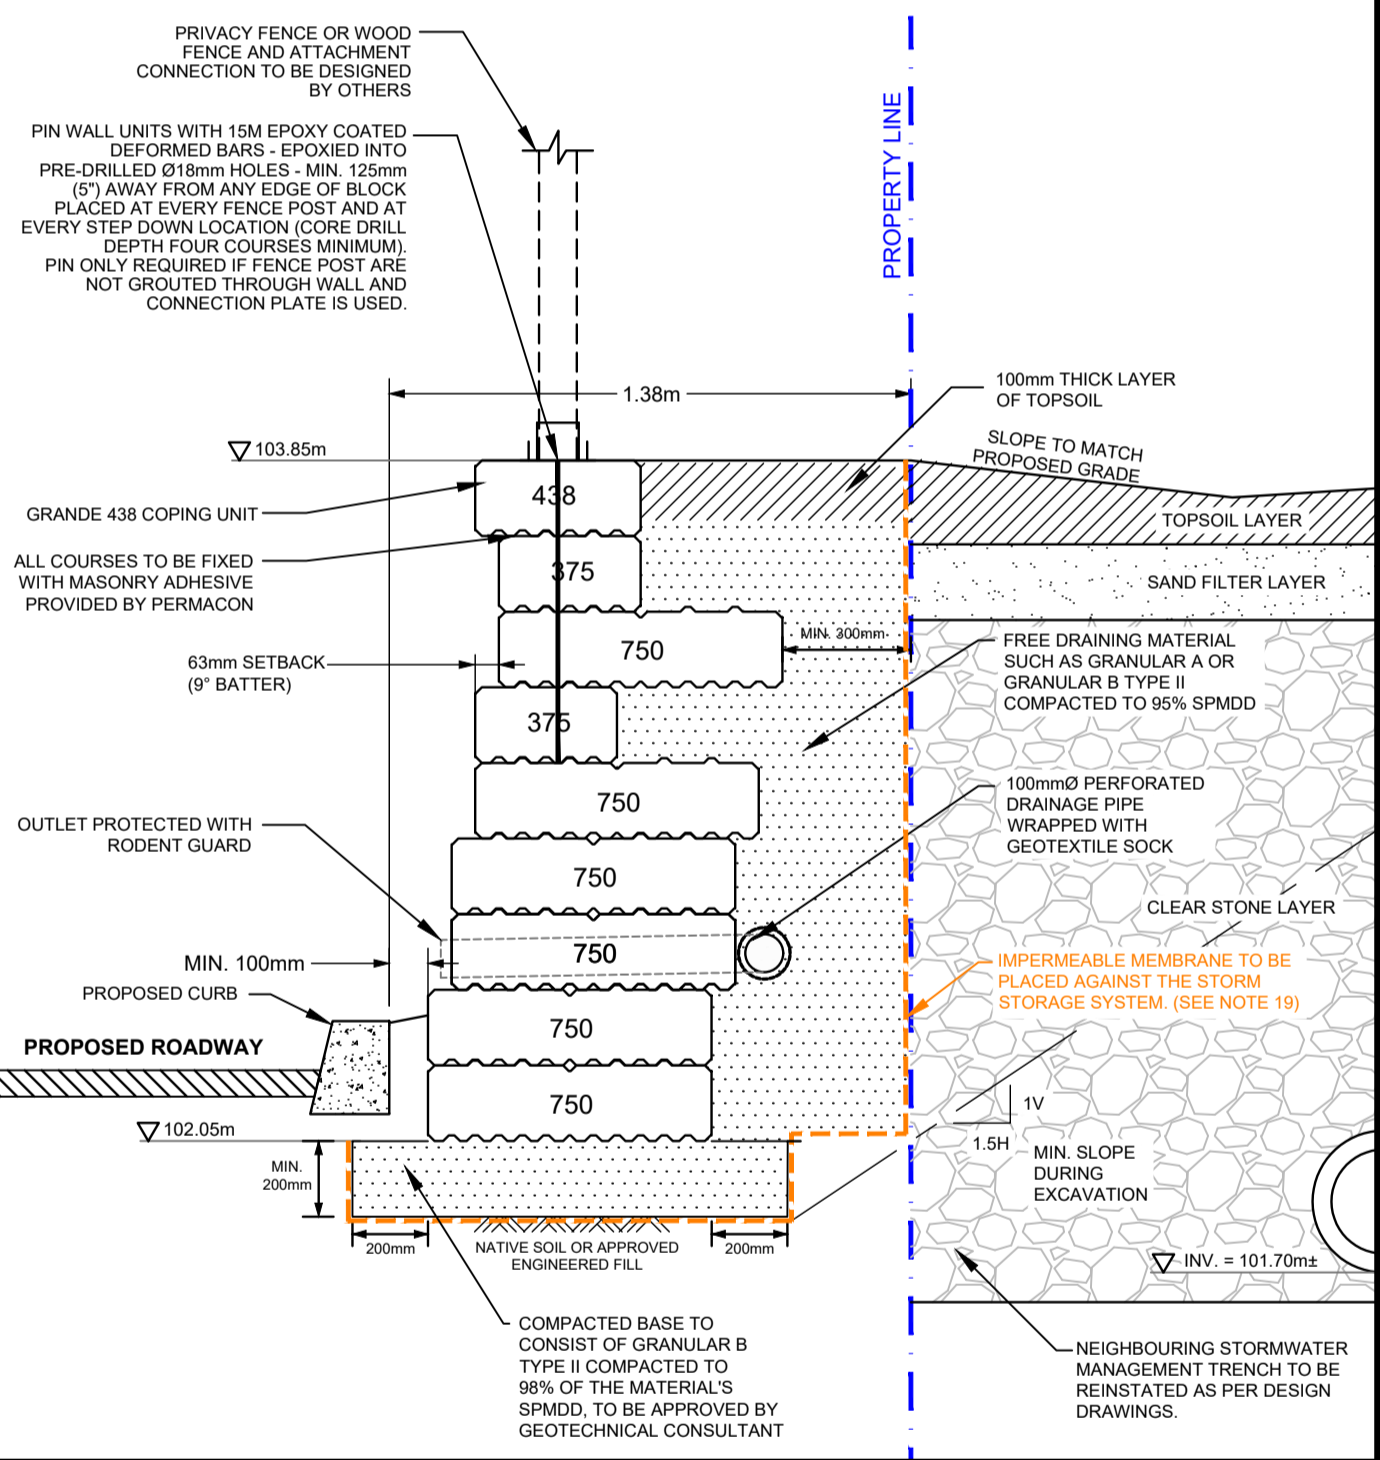 PRIVACY FENCE OR WOOD
FENCE AND ATTACHMENT
CONNECTION TO BE DESIGNED
BY OTHERS
PIN WALL UNITS WITH 15M EPOXY COATED
DEFORMED BARS - EPOXIED INTO
PRE-DRILLED Ø18mm HOLES - MIN. 125mm
(5") AWAY FROM ANY EDGE OF BLOCK
PLACED AT EVERY FENCE POST AND AT
EVERY STEP DOWN LOCATION (CORE DRILL
DEPTH FOUR COURSES MINIMUM).
PIN ONLY REQUIRED IF FENCE POST ARE
NOT GROUTED THROUGH WALL AND
CONNECTION PLATE IS USED.
PROPERTY LINE
1.38m
100mm THICK LAYER
OF TOPSOIL
103.85m
SLOPE TO MATCH
PROPOSED GRADE
438
GRANDE 438 COPING UNIT
TOPSOIL LAYER
ALL COURSES TO BE FIXED
WITH MASONRY ADHESIVE
PROVIDED BY PERMACON
375
SAND FILTER LAYER
750
MIN. 300mm
FREE DRAINING MATERIAL
SUCH AS GRANULAR A OR
GRANULAR B TYPE II
COMPACTED TO 95% SPMDD
63mm SETBACK
(9° BATTER)
375
750
100mmØ PERFORATED
DRAINAGE PIPE
WRAPPED WITH
GEOTEXTILE SOCK
OUTLET PROTECTED WITH
RODENT GUARD
750
CLEAR STONE LAYER
750
MIN. 100mm
IMPERMEABLE MEMBRANE TO BE
PLACED AGAINST THE STORM
STORAGE SYSTEM. (SEE NOTE 19)
PROPOSED CURB
750
PROPOSED ROADWAY
750
1V
1.5H
102.05m
MIN. SLOPE
DURING
EXCAVATION
MIN.
200mm
200mm
NATIVE SOIL OR APPROVED
ENGINEERED FILL
200mm
INV. = 101.70m±
COMPACTED BASE TO
CONSIST OF GRANULAR B
TYPE II COMPACTED TO
98% OF THE MATERIAL'S
SPMDD, TO BE APPROVED BY
GEOTECHNICAL CONSULTANT
NEIGHBOURING STORMWATER
MANAGEMENT TRENCH TO BE
REINSTATED AS PER DESIGN
DRAWINGS.